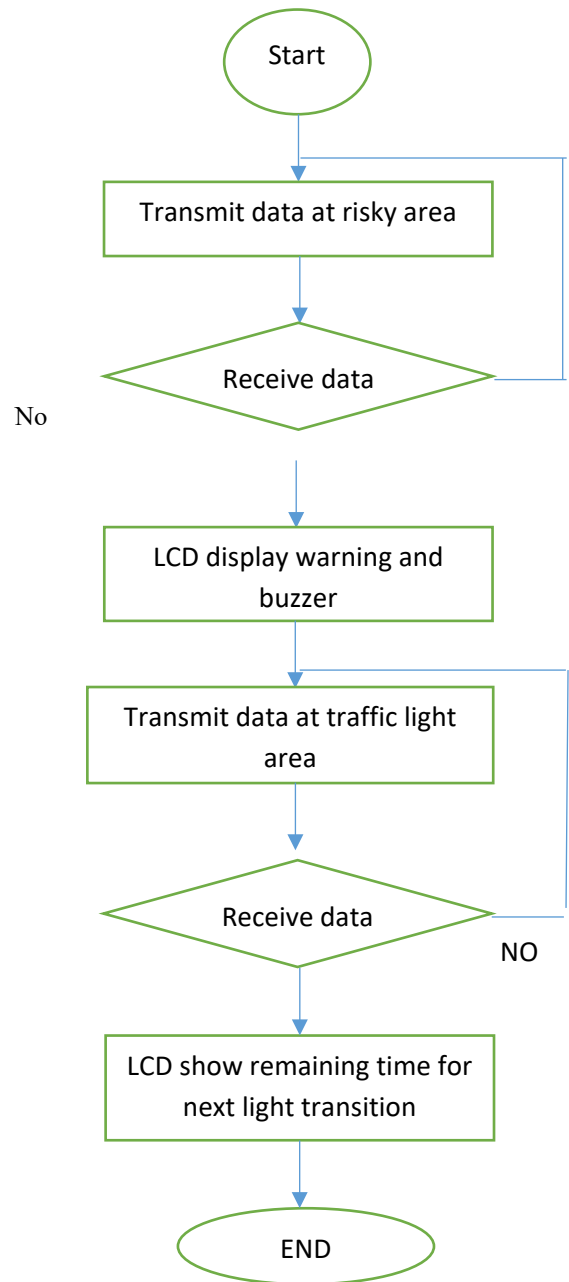 Start
Transmit data at risky area
Receive data
No
LCD display warning and
buzzer
Transmit data at traffic light
area
Receive data
NO
LCD show remaining time for
next light transition
END